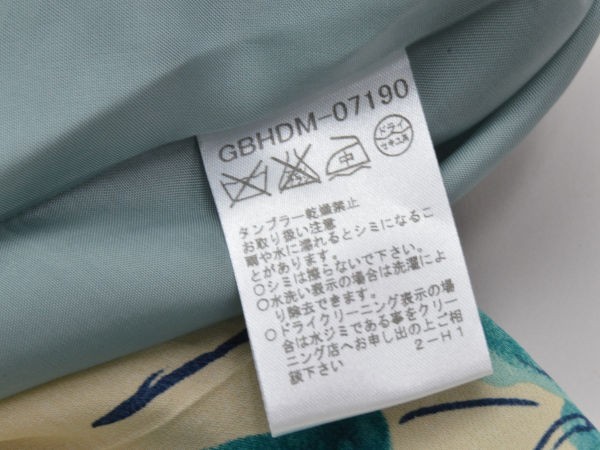 GBHDM-07190
中 ドライ
セキユ系
タンブラー乾燥禁止
お取り扱い注意
雨や水に濡れるとシミになるこ
とがあります。
○シミは擦らないで下さい。
○水洗い表示の場合は洗濯によ
り除去できます。
○ドライクリーニング表示の場
合は水ジミである事をクリー
ニング店へお申し出の上ご相
談下さい 2-H1